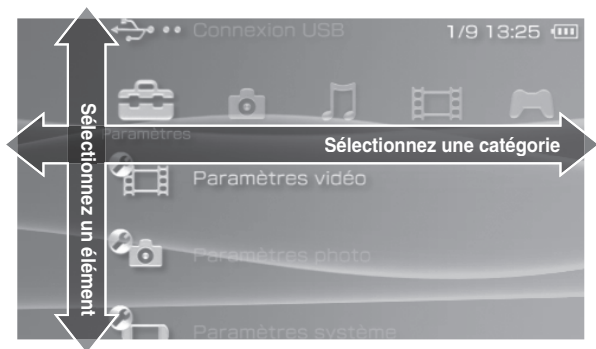 Connexion USB
1/9 13:25
Paramètres
Sélectionnez une catégorie
Sélectionnez un élément
Paramètres vidéo
Paramètres photo
Paramètres système